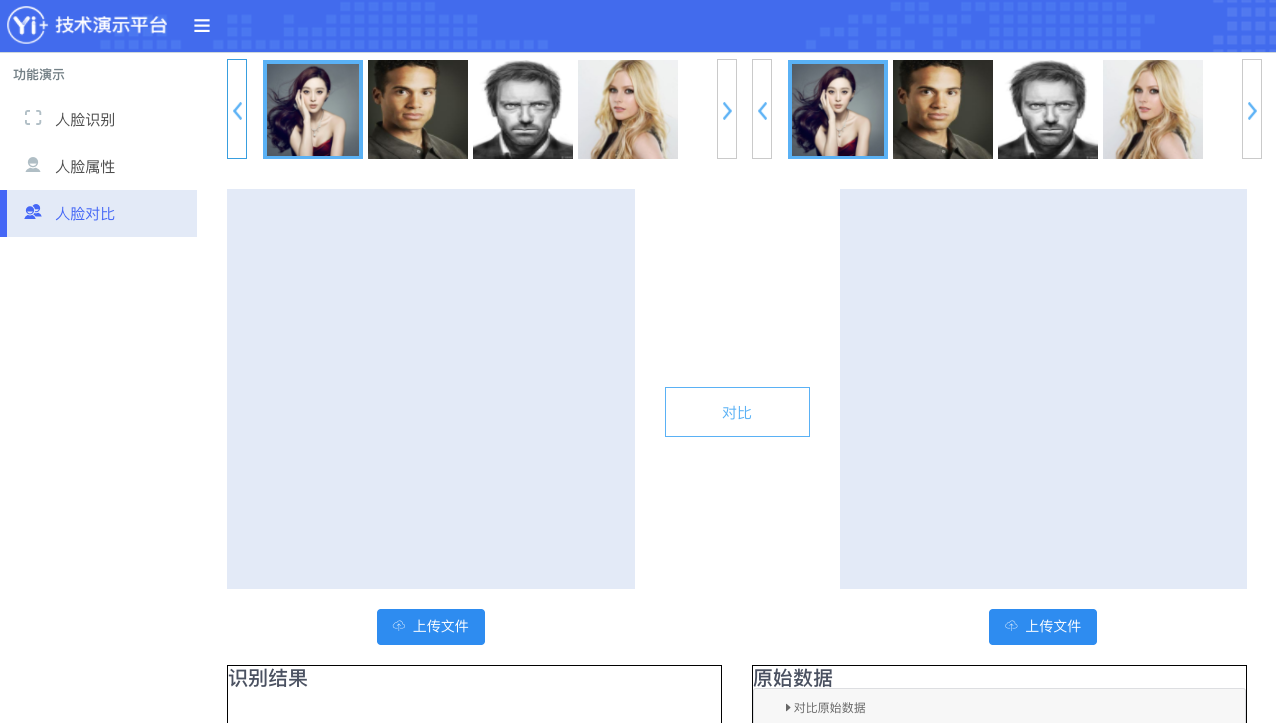 Yi+ 技术演示平台
功能演示
人脸识别
人脸属性
人脸对比
对比
上传文件
上传文件
识别结果
原始数据
对比原始数据